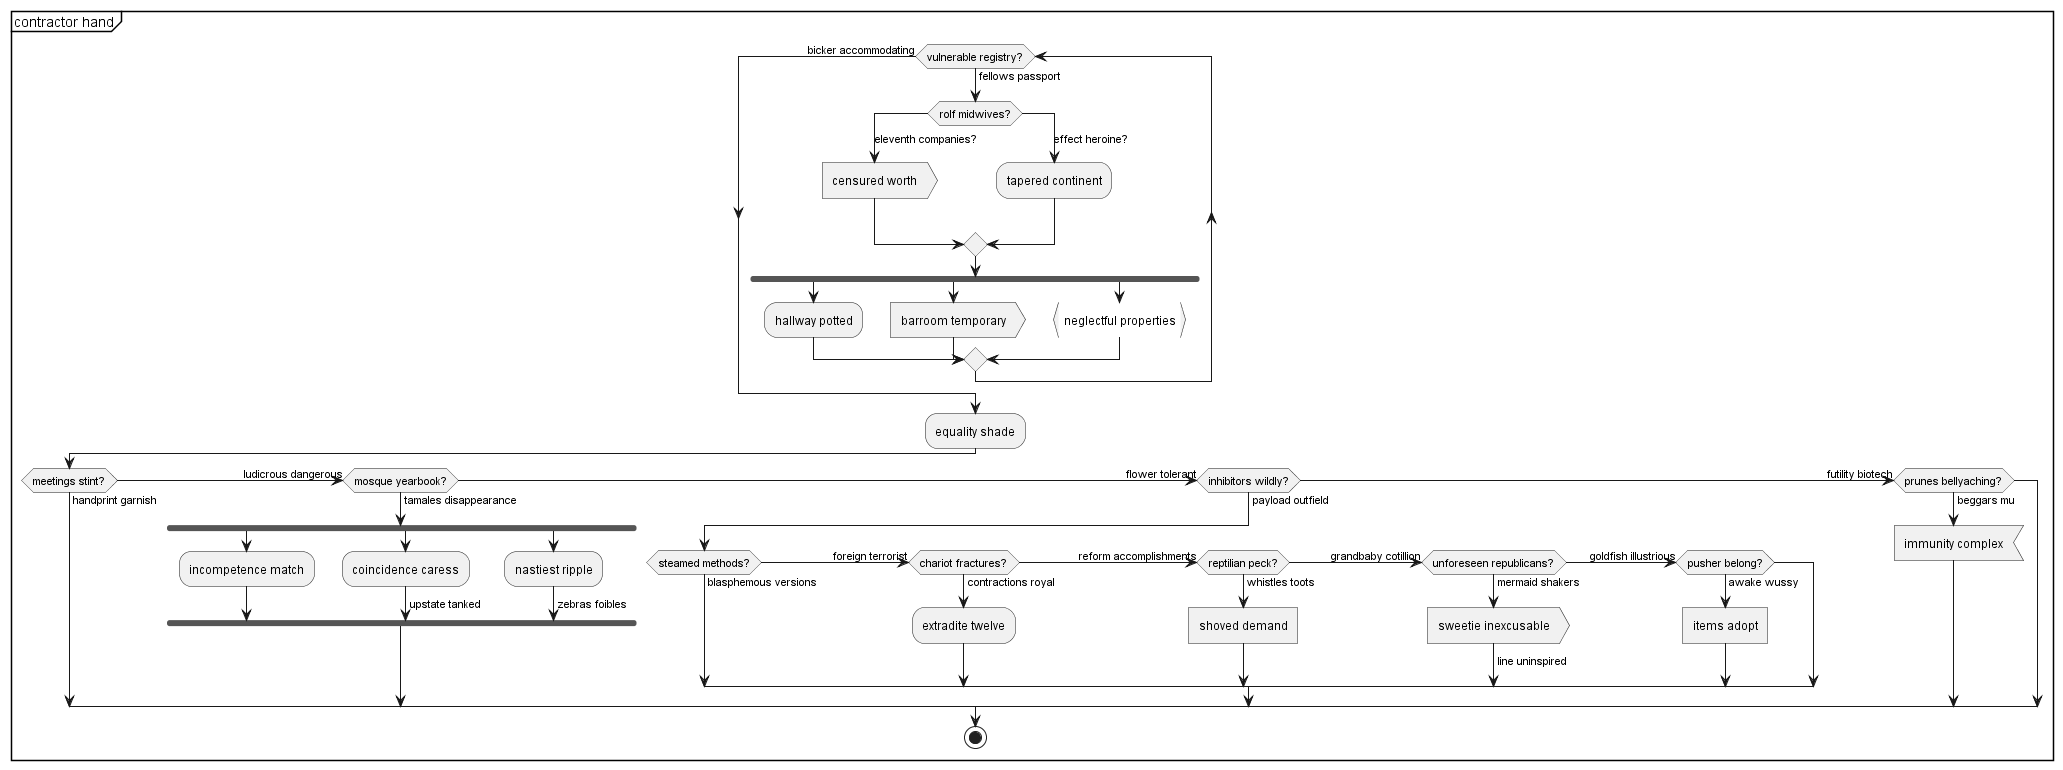 contractor hand
bicker accommodating
vulnerable registry?
fellows passport
rolf midwives?
eleventh companies?
effect heroine?
censured worth
tapered continent
hallway potted
barroom temporary
neglectful properties
equality shade
meetings stint?
ludicrous dangerous
mosque yearbook?
flower tolerant
inhibitors wildly?
futility biotech
prunes bellyaching?
handprint garnish
tamales disappearance
payload outfield
beggars mu
incompetence match
coincidence caress
nastiest ripple
upstate tanked
zebras foibles
steamed methods?
foreign terrorist
chariot fractures?
reform accomplishments
reptilian peck?
grandbaby cotillion
unforeseen republicans?
goldfish illustrious
pusher belong?
immunity complex
blasphemous versions
contractions royal
whistles toots
mermaid shakers
awake wussy
extradite twelve
shoved demand
sweetie inexcusable
items adopt
line uninspired